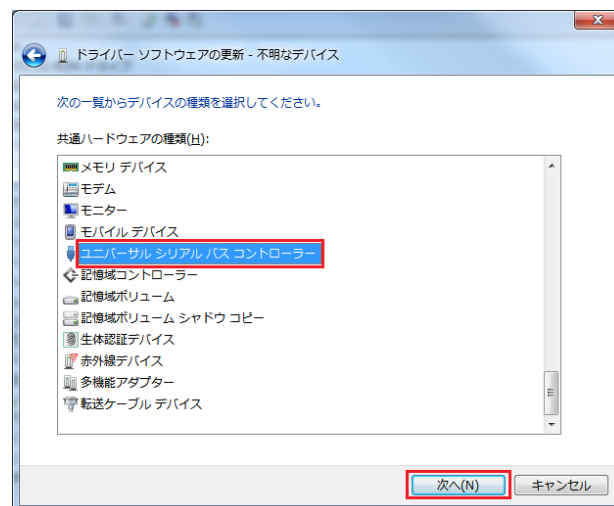 ドライバー ソフトウェアの更新 - 不明なデバイス
次の一覧からデバイスの種類を選択してください。
共通ハードウェアの種類(H):
メモリ デバイス
モデム
モニター
モバイル デバイス
ユニバーサル シリアル バス コントローラー
記憶域コントローラー
記憶域ボリューム
記憶域ボリューム シャドウ コピー
生体認証デバイス
赤外線デバイス
多機能アダプター
転送ケーブル デバイス
次へ(N)
キャンセル